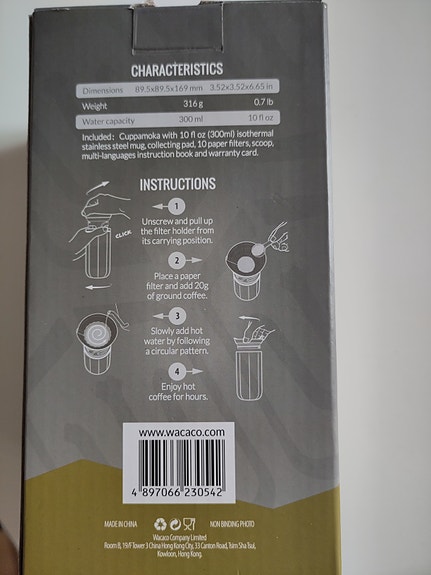 CHARACTERISTICS
Dimensions 89.5x89.5x169 mm 3.52x3.52x6.65 in
Weight 316 g 0.7 lb
Water capacity 300 ml 10 fl oz
Included: Cuppamoka with 10 fl oz (300ml) isothermal
stainless steel mug, collecting pad, 10 paper filters, scoop,
multi-languages instruction book and warranty card.
INSTRUCTIONS
1
Unscrew and pull up
the filter holder from
its carrying position.
CLICK
2
Place a paper
filter and add 20g
of ground coffee.
3
Slowly add hot
water by following
a circular pattern.
4
Enjoy hot
coffee for hours.
www.wacaco.com
4 897066 230542
MADE IN CHINA NON BINDING PHOTO
Wacaco Company Limited
Room B, 19/F Tower 3 China Hong Kong City, 33 Canton Road, Tsim Sha Tsui,
Kowloon, Hong Kong.